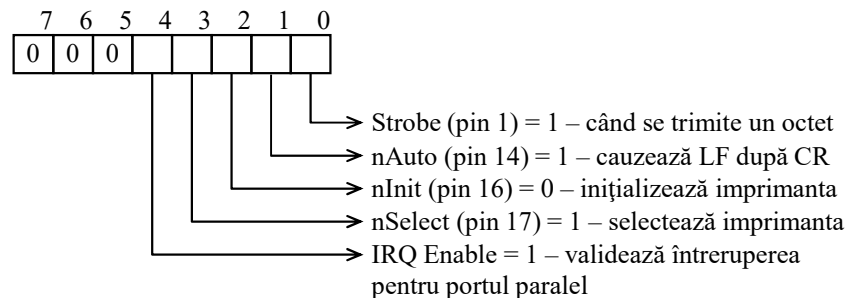 7 6 5 4 3 2 1 0
0 0 0
Strobe (pin 1) = 1 – când se trimite un octet
nAuto (pin 14) = 1 – cauzează LF după CR
nInit (pin 16) = 0 – iniţializează imprimanta
nSelect (pin 17) = 1 – selectează imprimanta
IRQ Enable = 1 – validează întreruperea
pentru portul paralel